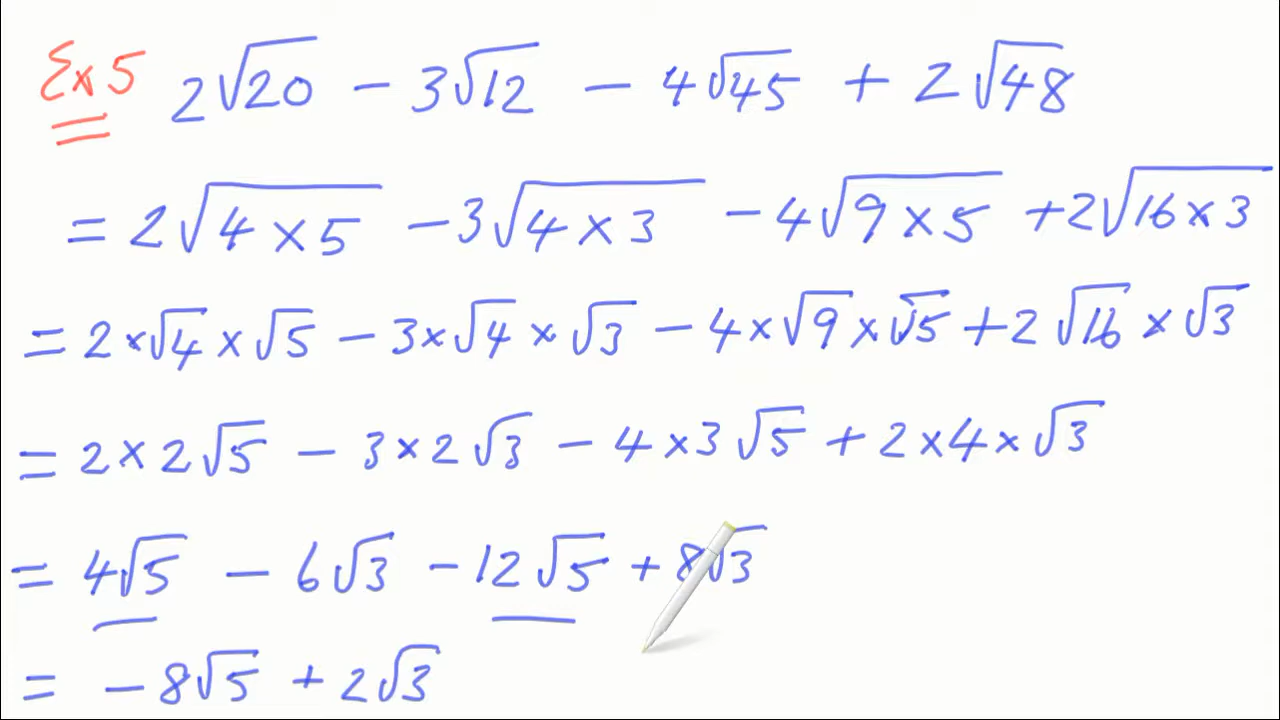 Ex 5 2√20 - 3√12 - 4√45 + 2√48
= 2√4×5 - 3√4×3 - 4√9×5 + 2√16×3
= 2×√4×√5 - 3×√4×√3 - 4×√9×√5 + 2√16×√3
= 2×2√5 - 3×2√3 - 4×3√5 + 2×4×√3
= 4√5 - 6√3 - 12√5 + 8√3
= -8√5 + 2√3